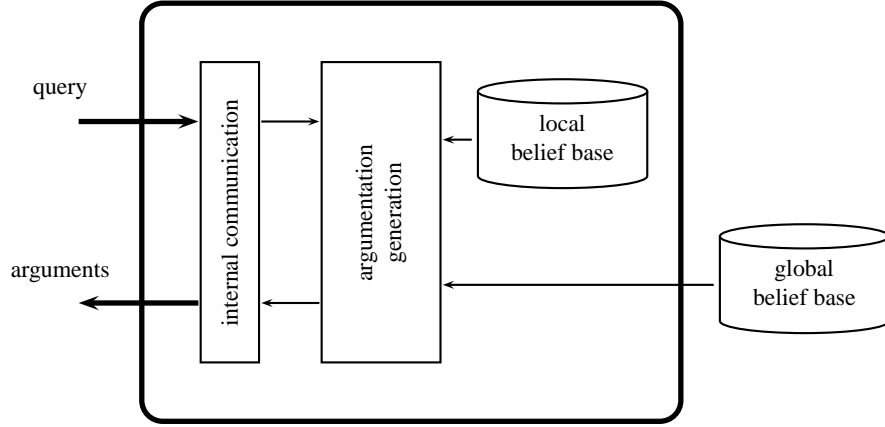 query
arguments
internal communication
argumentation
generation
local
belief base
global
belief base